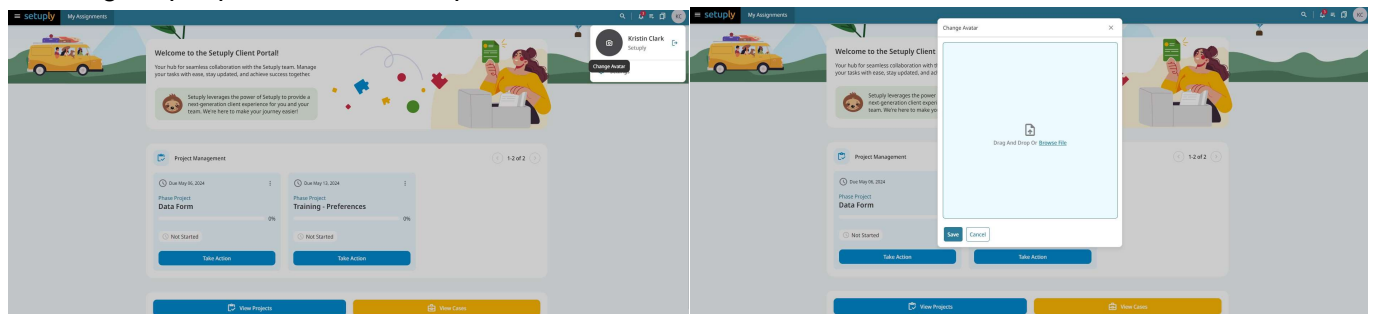 setuply My Assignments
KC
Kristin Clark
Setuply
Change Avatar
Welcome to the Setuply Client Portal!
Your hub for seamless collaboration with the Setuply team. Manage
your tasks with ease, stay updated, and achieve success together.
Setuply leverages the power of Setuply to provide a
next-generation client experience for you and your
team. We're here to make your journey
easier!
Project Management
1-2 of 2
Due May 06, 2024
Phase Project
Data Form
0%
Not Started
Take Action
Due May 13, 2024
Phase Project
Training - Preferences
0%
Not Started
Take Action
View Projects
View Cases
setuply My Assignments
KC
Change Avatar
Drag And Drop Or Browse File
Save
Cancel
Welcome to the Setuply Client
Your hub for seamless collaboration with
your tasks with ease, stay updated, and
Setuply leverages the power
next-generation client experi
team. We're here to make yo
Project Management
1-2 of 2
Due May 06, 2024
Phase Project
Data Form
Not Started
Take Action
Take Action
View Projects
View Cases